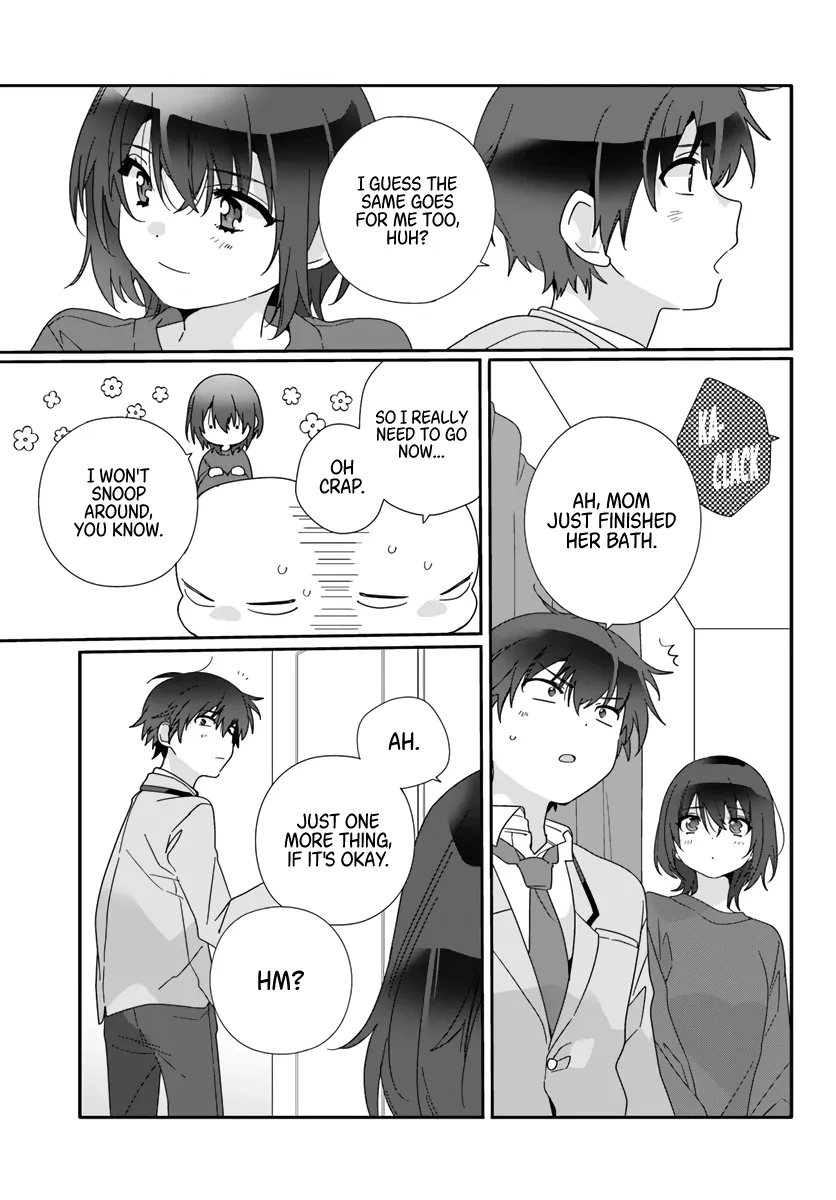 I GUESS THE
SAME GOES
FOR ME TOO,
HUH?
KA-
CLACK
AH, MOM
JUST FINISHED
HER BATH.
SO I REALLY
NEED TO GO
NOW...
OH
CRAP.
I WON'T
SNOOP
AROUND,
YOU KNOW.
AH.
JUST ONE
MORE THING,
IF IT'S OKAY.
HM?